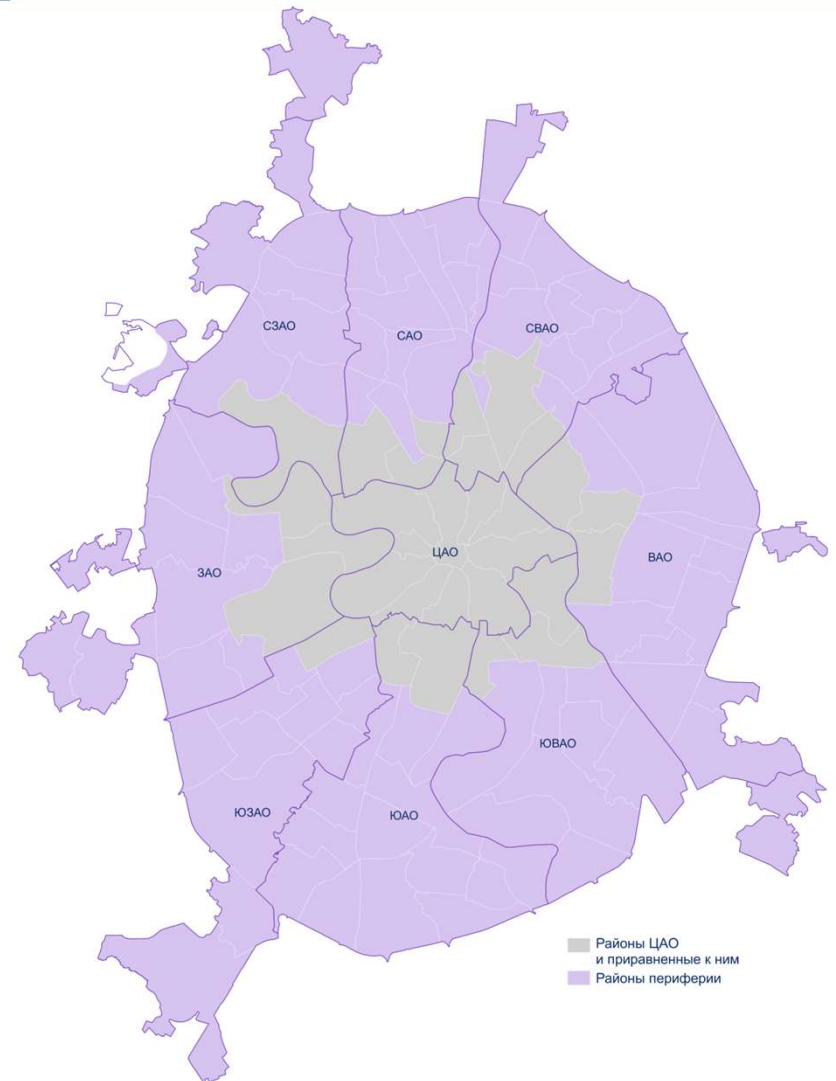 СЗАО
САО
СВАО
ЦАО
ЗАО
ВАО
ЮВАО
ЮЗАО
ЮАО
Районы ЦАО
и приравненные к ним
Районы периферии